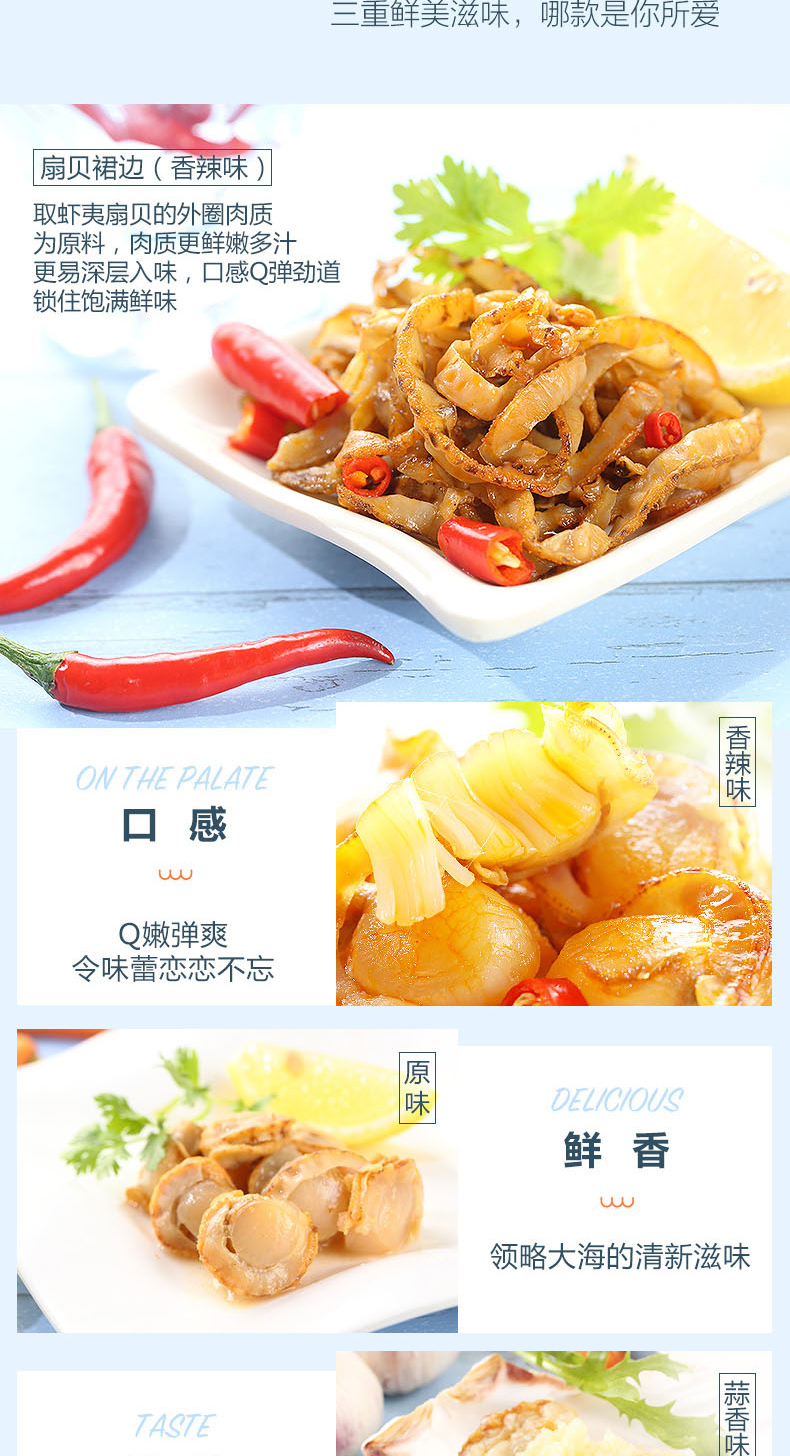 三重鲜美滋味，哪款是你所爱
扇贝裙边（香辣味）
取虾夷扇贝的外圈肉质
为原料，肉质更鲜嫩多汁
更易深层入味，口感Q弹劲道
锁住饱满鲜味
香辣味
ON THE PALATE
口 感
Q嫩弹爽
令味蕾恋恋不忘
原味
DELICIOUS
鲜 香
领略大海的清新滋味
蒜香味
TASTE